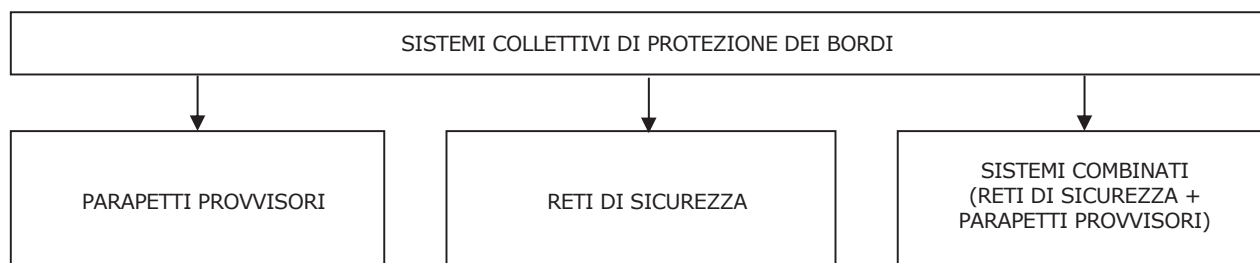 SISTEMI COLLETTIVI DI PROTEZIONE DEI BORDI
PARAPETTI PROVVISORI
RETI DI SICUREZZA
SISTEMI COMBINATI
(RETI DI SICUREZZA +
PARAPETTI PROVVISORI)